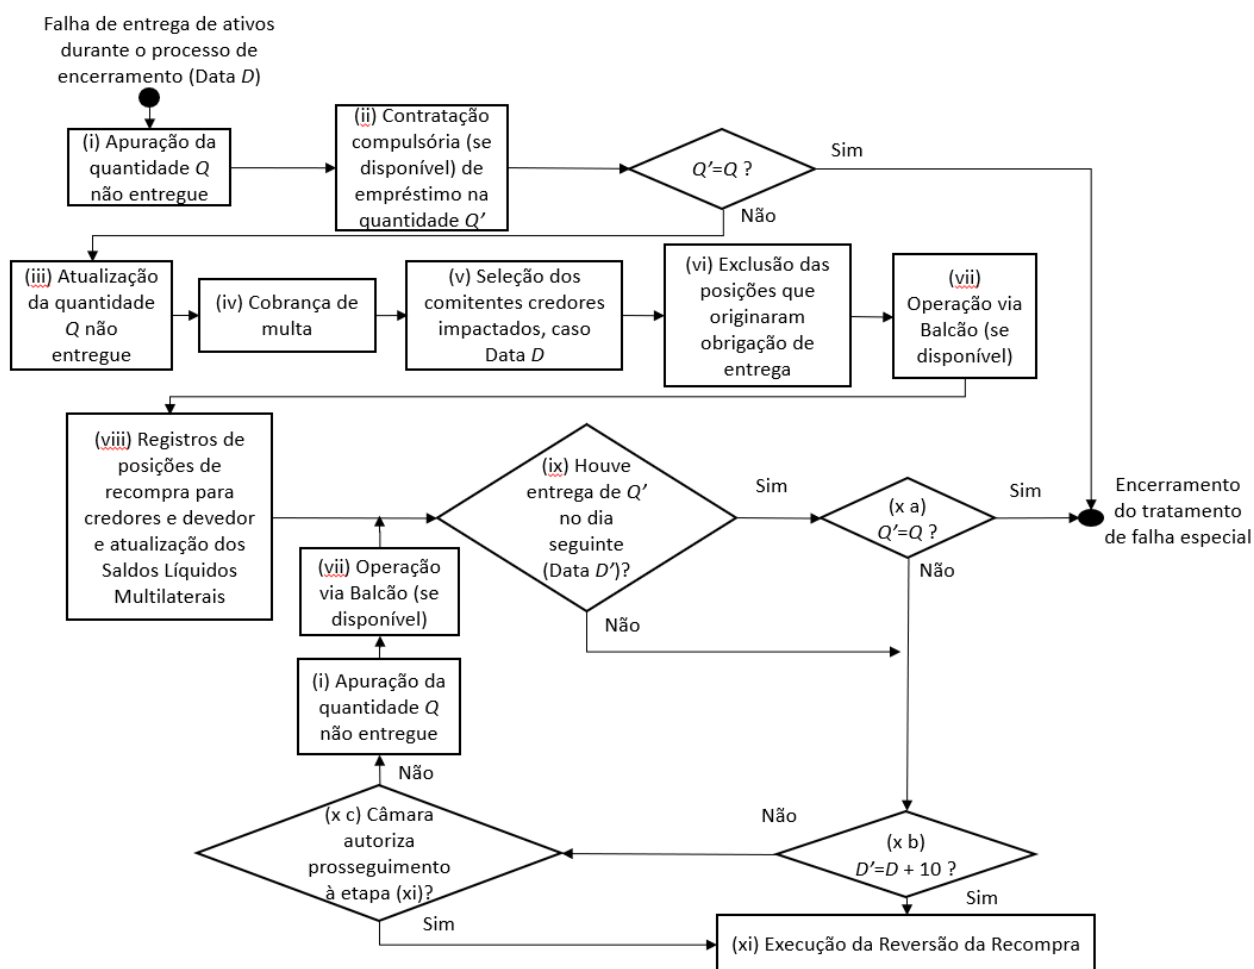 Falha de entrega de ativos
durante o processo de
encerramento (Data D)
(i) Apuração da
quantidade Q
não entregue
(ii) Contratação
compulsória (se
disponível) de
empréstimo na
quantidade Q’
Q’=Q ?
Sim
Não
(iii) Atualização
da quantidade
Q não
entregue
(iv) Cobrança de
multa
(v) Seleção dos
comitentes credores
impactados, caso
Data D
(vi) Exclusão das
posições que
originaram
obrigação de
entrega
(vii)
Operação via
Balcão (se
disponível)
(viii) Registros de
posições de
recompra para
credores e devedor
e atualização dos
Saldos Líquidos
Multilaterais
(ix) Houve
entrega de Q’
no dia
seguinte
(Data D’)?
Sim
Não
(x a)
Q’=Q ?
Sim
Não
Encerramento
do tratamento
de falha especial
(vii) Operação
via Balcão (se
disponível)
(i) Apuração da
quantidade Q
não entregue
Não
(x c) Câmara
autoriza
prosseguimento
à etapa (xi)?
Sim
Não
(x b)
D’=D + 10 ?
Sim
(xi) Execução da Reversão da Recompra